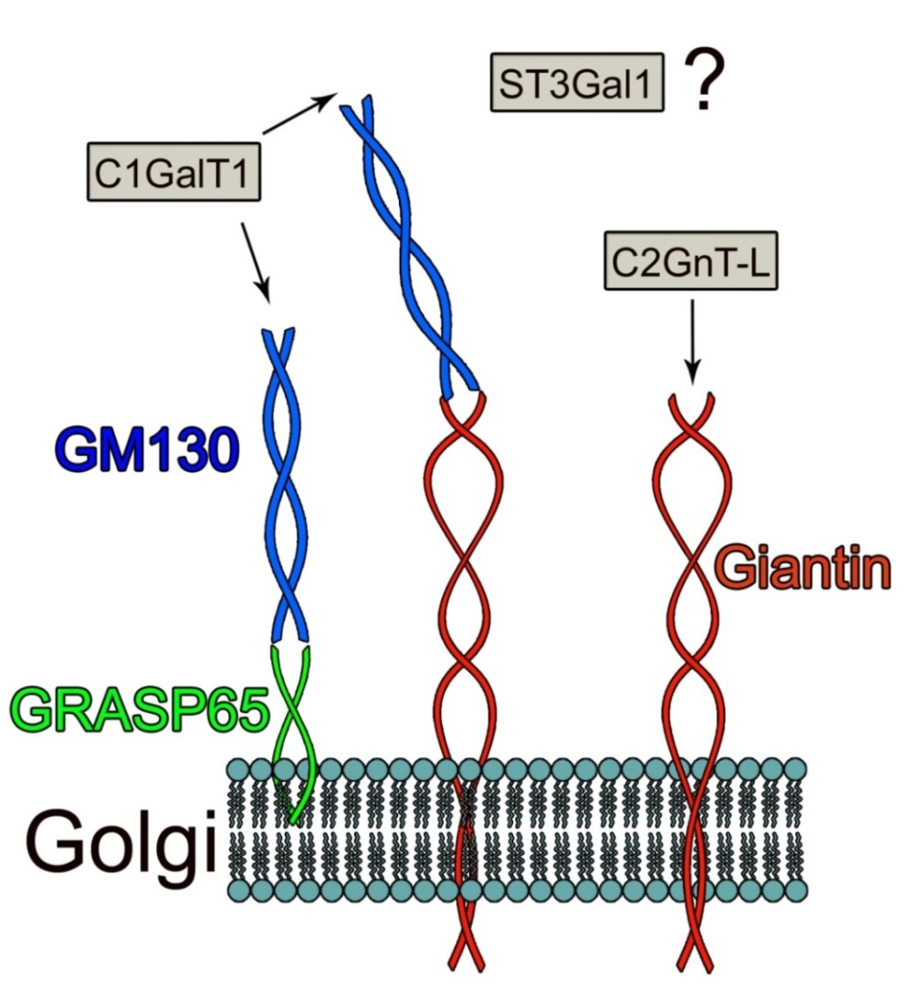 ST3Gal1 ?
C1GalT1
C2GnT-L
GM130
Giantin
GRASP65
Golgi